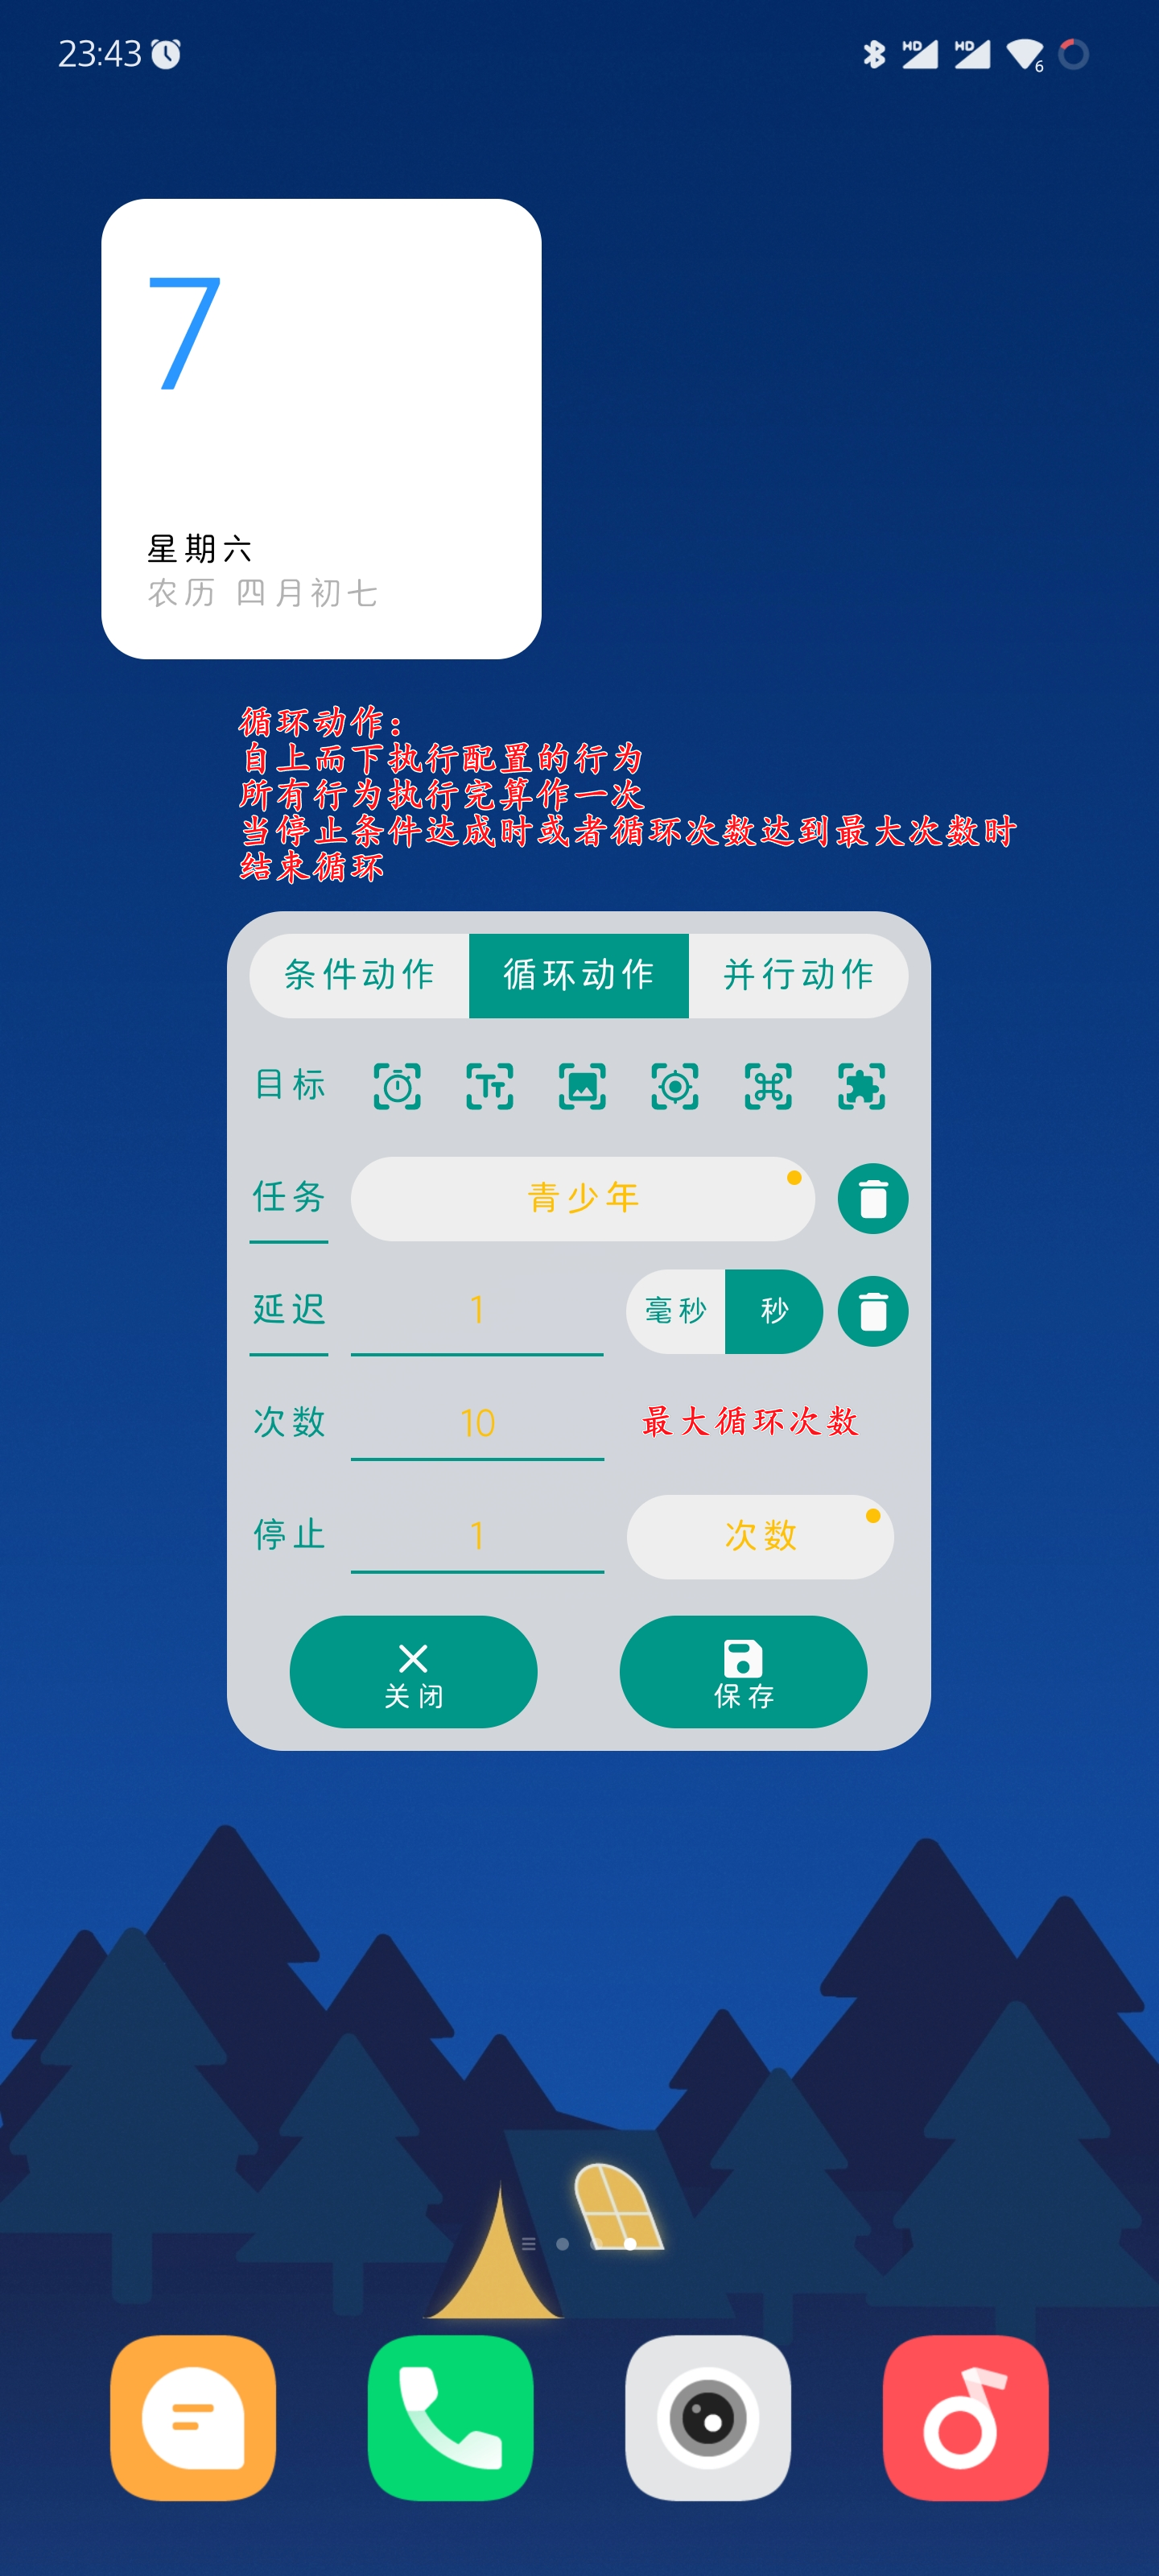 23:43
HD HD 6
7
星期六
农历 四月初七
循环动作：
自上而下执行配置的行为
所有行为执行完算作一次
当停止条件达成时或者循环次数达到最大次数时
结束循环
条件动作 循环动作 并行动作
目标 Tт
任务 青少年
延迟 1 毫秒 秒
次数 10 最大循环次数
停止 1 次数
关闭 保存